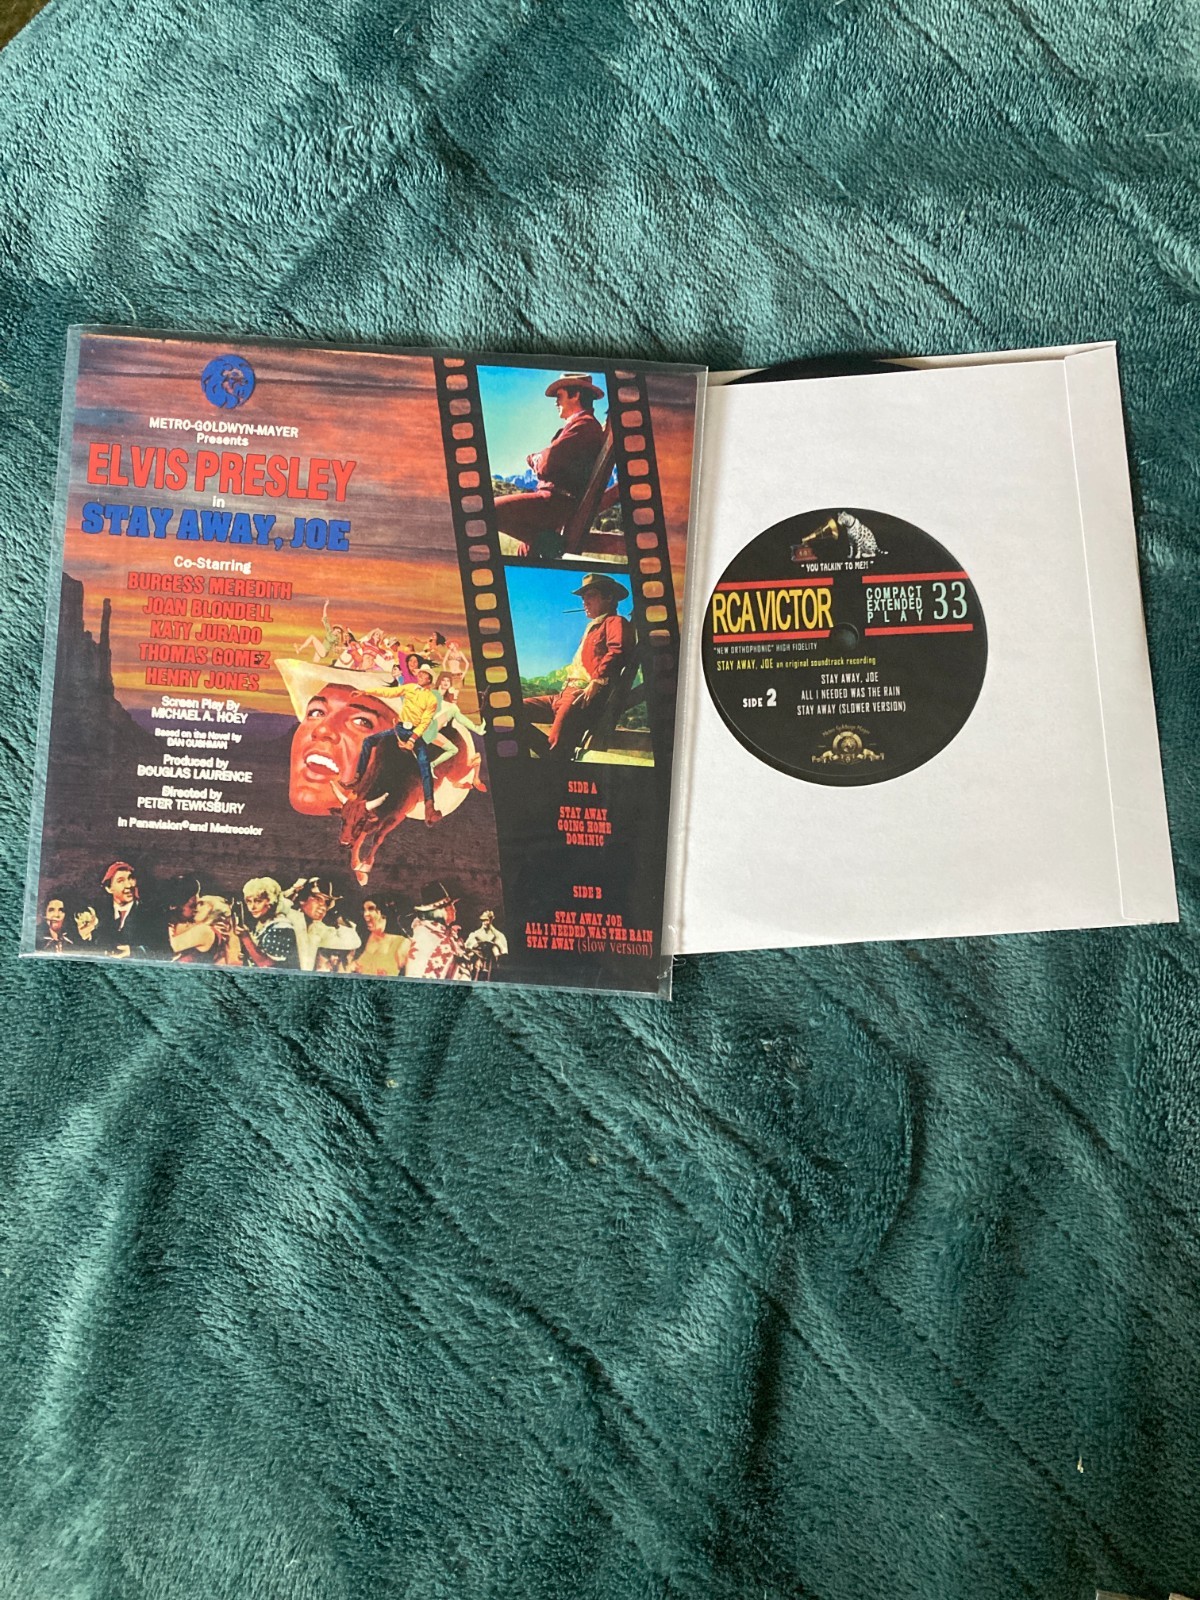 METRO-GOLDWYN-MAYER
Presents
ELVIS PRESLEY
in
STAY AWAY, JOE
Co-Starring
BURGESS MEREDITH
JOAN BLONDELL
KATY JURADO
THOMAS GOMEZ
HENRY JONES
Screen Play By
MICHAEL A. HOEY
Based on the Novel by
DAN CUSHMAN
Produced by
DOUGLAS LAURENCE
Directed by
PETER TEWKSBURY
In Panavision® and Metrocolor
SIDE A
STAY AWAY
GOING HOME
DOMINIC
SIDE B
STAY AWAY JOE
ALL I NEEDED WAS THE RAIN
STAY AWAY (slow version)
"YOU TALKIN' TO ME?!"
RCA VICTOR
COMPACT
EXTENDED
PLAY
33
"NEW ORTHOPHONIC" HIGH FIDELITY
STAY AWAY, JOE an original soundtrack recording
STAY AWAY, JOE
ALL I NEEDED WAS THE RAIN
STAY AWAY (SLOWER VERSION)
SIDE 2